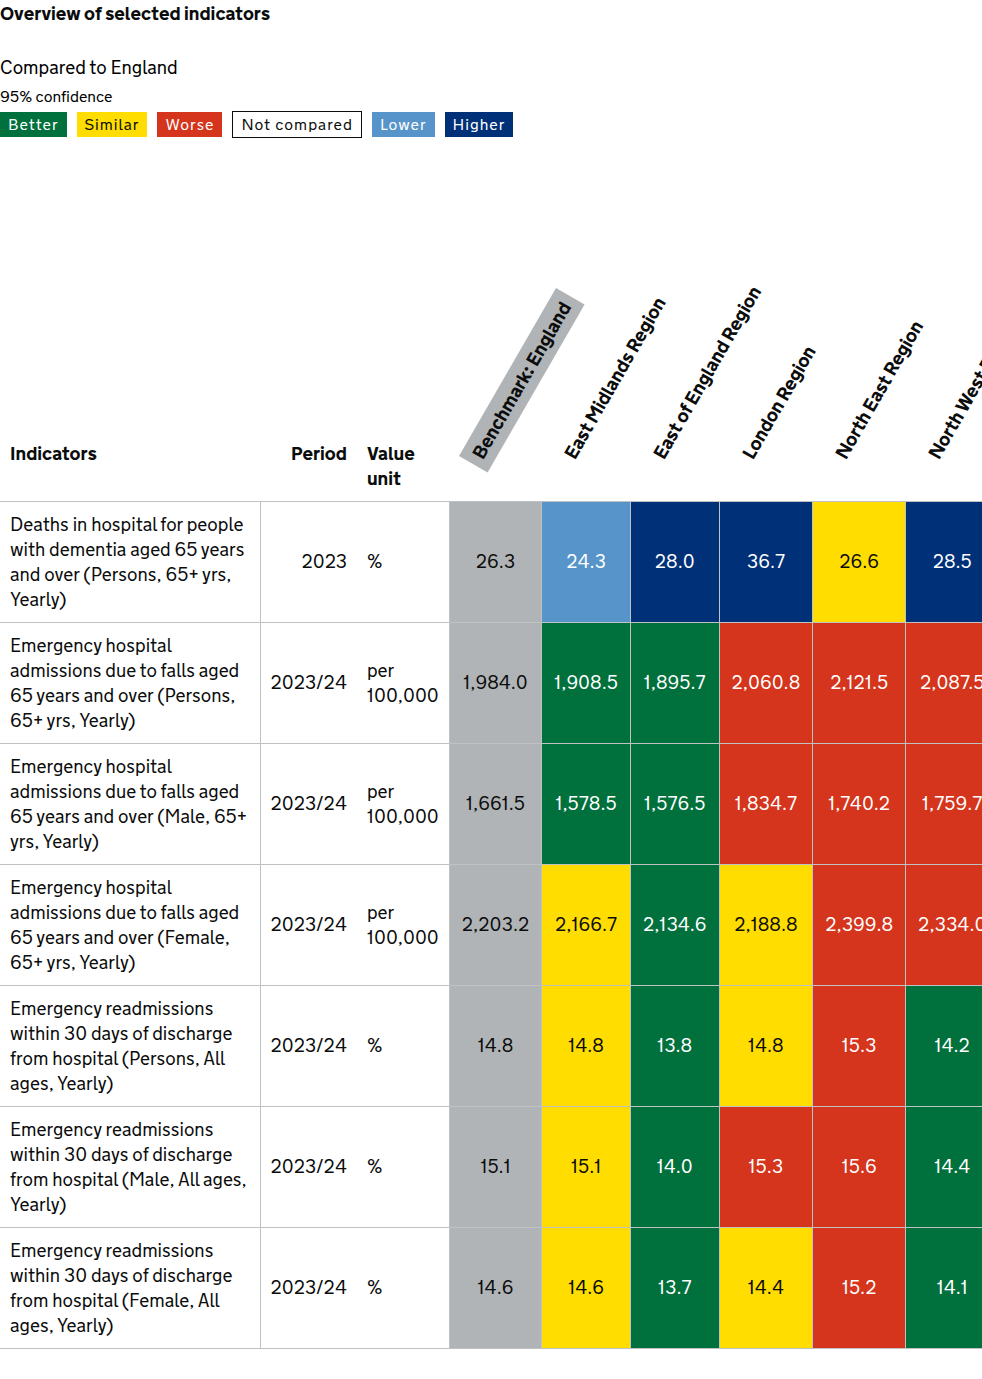 Overview of selected indicators
Compared to England
95% confidence
Better Similar Worse Not compared Lower Higher
Benchmark: England
East Midlands Region
East of England Region
London Region
North East Region
North West
Indicators Period Value
unit
Deaths in hospital for people
with dementia aged 65 years
and over (Persons, 65+ yrs,
Yearly)
2023 % 26.3 24.3 28.0 36.7 26.6 28.5
Emergency hospital
admissions due to falls aged
65 years and over (Persons,
65+ yrs, Yearly)
2023/24 per
100,000
1,984.0 1,908.5 1,895.7 2,060.8 2,121.5 2,087.5
Emergency hospital
admissions due to falls aged
65 years and over (Male, 65+
yrs, Yearly)
2023/24 per
100,000
1,661.5 1,578.5 1,576.5 1,834.7 1,740.2 1,759.7
Emergency hospital
admissions due to falls aged
65 years and over (Female,
65+ yrs, Yearly)
2023/24 per
100,000
2,203.2 2,166.7 2,134.6 2,188.8 2,399.8 2,334.0
Emergency readmissions
within 30 days of discharge
from hospital (Persons, All
ages, Yearly)
2023/24 % 14.8 14.8 13.8 14.8 15.3 14.2
Emergency readmissions
within 30 days of discharge
from hospital (Male, All ages,
Yearly)
2023/24 % 15.1 15.1 14.0 15.3 15.6 14.4
Emergency readmissions
within 30 days of discharge
from hospital (Female, All
ages, Yearly)
2023/24 % 14.6 14.6 13.7 14.4 15.2 14.1